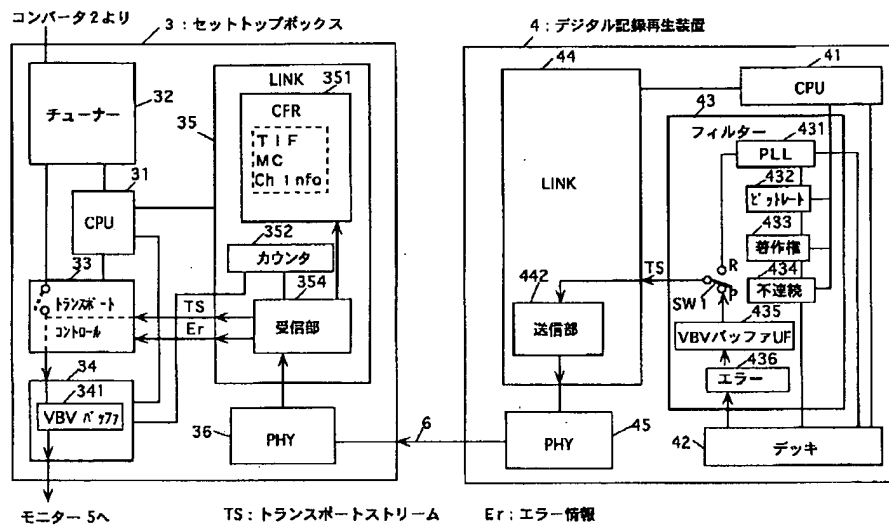 コンバータ2より
3:セットトップボックス
チューナー
32
31
CPU
33
トランスポート
コントロール
34
341
VBV バッファ
モニター5へ
35
LINK
351
CFR
TIF
MC
Ch info
352
カウンタ
354
受信部
TS
Er
36
PHY
6
4:デジタル記録再生装置
44
LINK
442
送信部
TS
PHY
45
41
CPU
43
フィルター
431
PLL
432
ビットレート
433
著作権
434
不連続
R
P
SW1
435
VBVバッファUF
436
エラー
42
デッキ
TS:トランスポートストリーム
Er:エラー情報